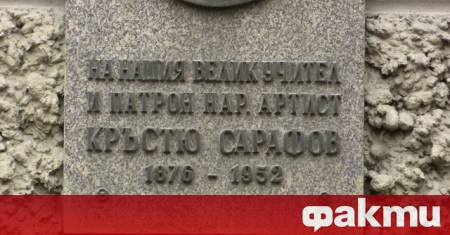 НА НАШИЯ ВЕЛИК УЧИТЕЛ
И ПАТРОН НАР. АРТИСТ
КРЪСТЮ САРАФОВ
1876 - 1952
факти